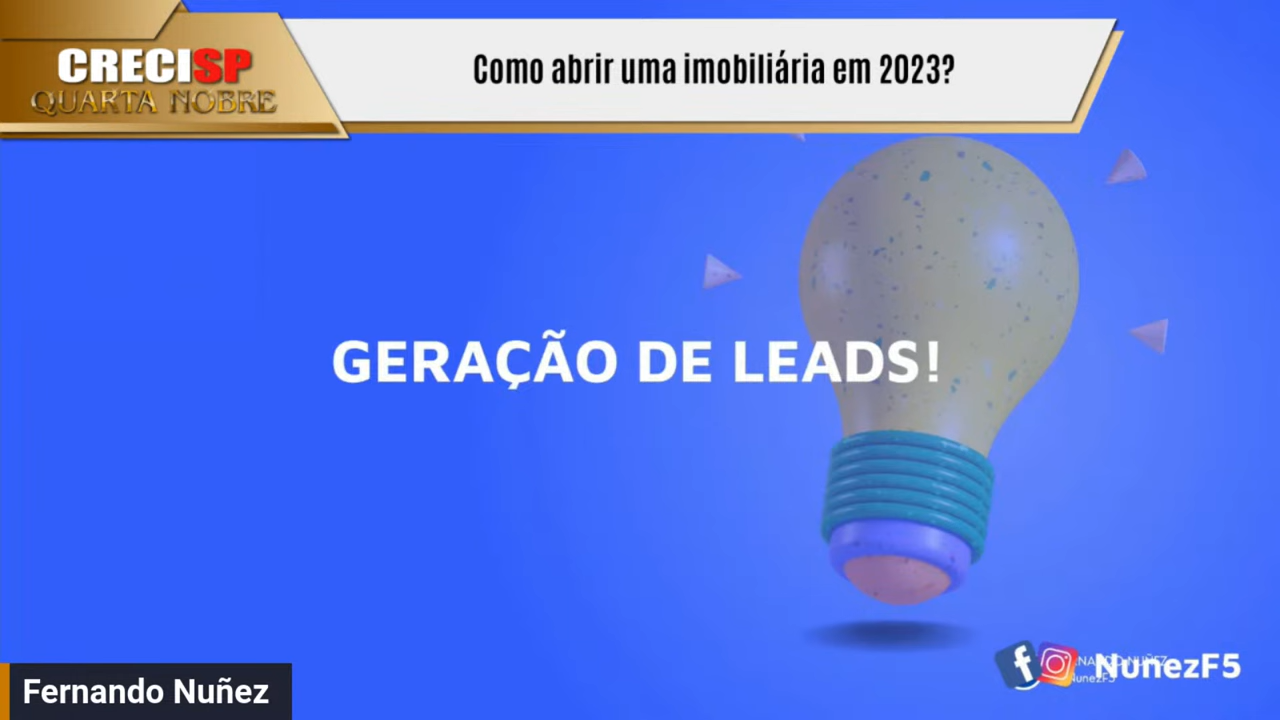 CRECISP
QUARTA NOBRE
Como abrir uma imobiliária em 2023?
GERAÇÃO DE LEADS!
NunezF5
Fernando Nuñez